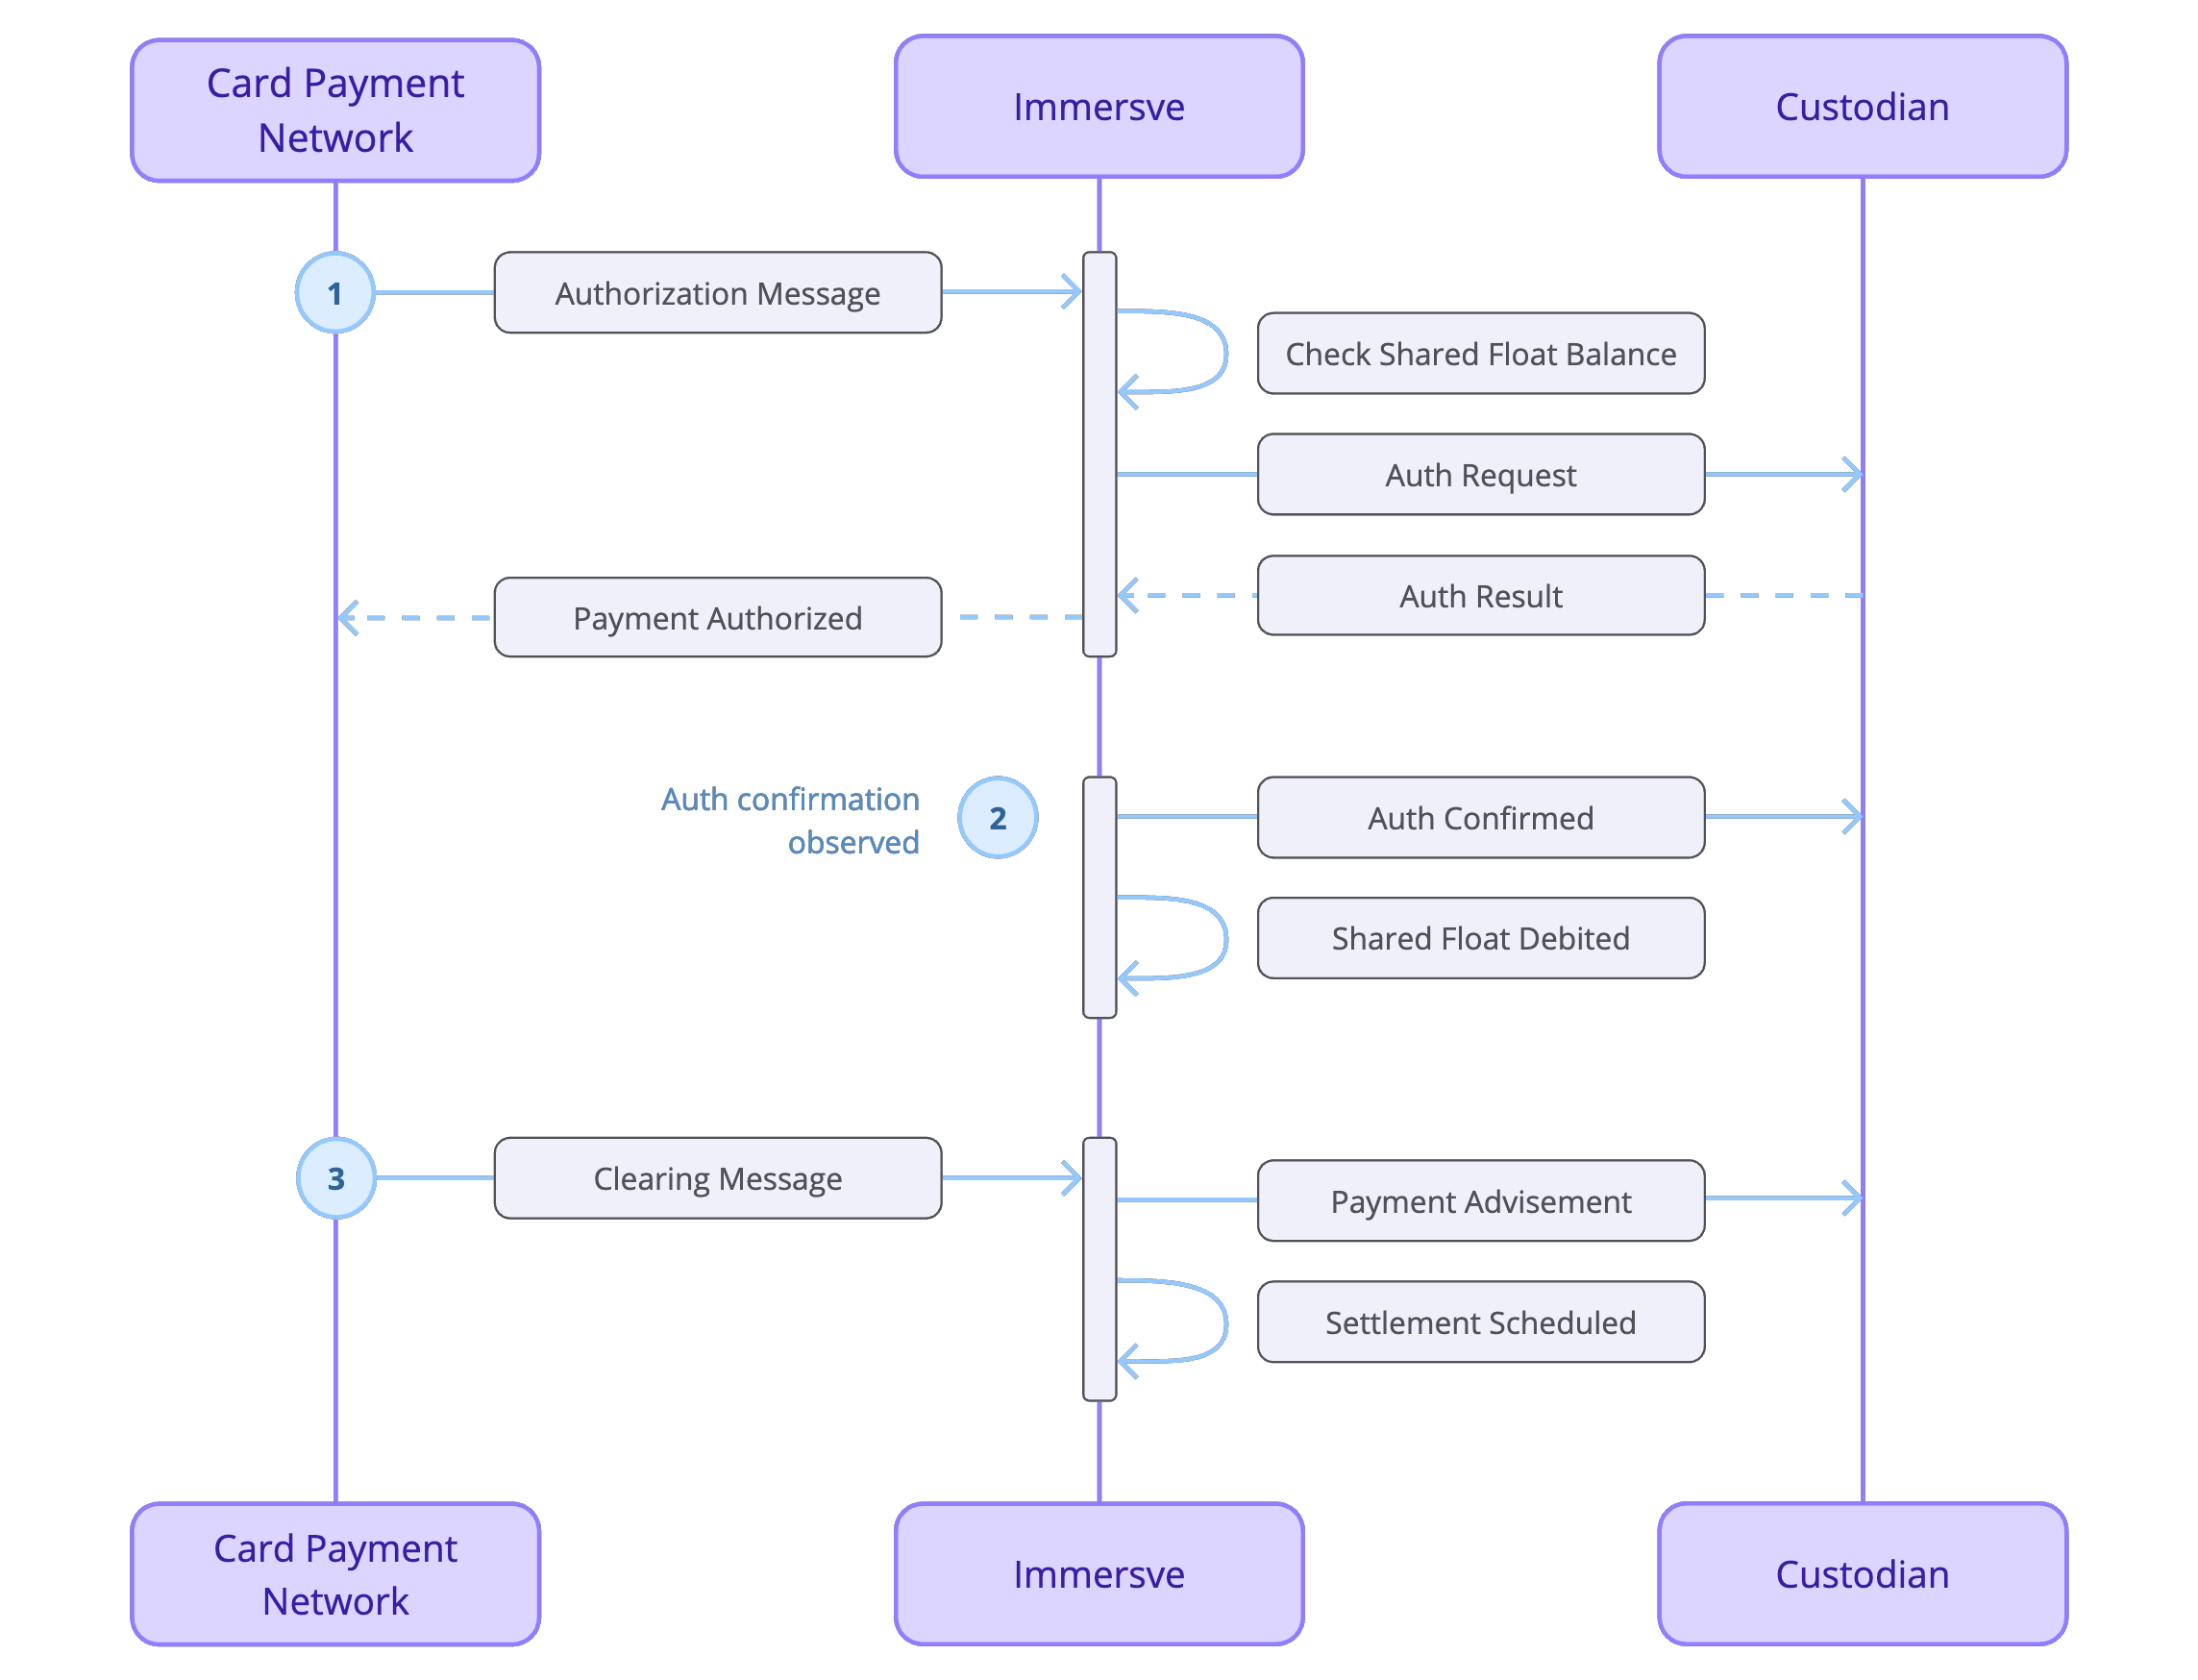 Card Payment
Network
Immersve
Custodian
1
Authorization Message
Check Shared Float Balance
Auth Request
Auth Result
Payment Authorized
Auth confirmation
observed
2
Auth Confirmed
Shared Float Debited
3
Clearing Message
Payment Advisement
Settlement Scheduled
Card Payment
Network
Immersve
Custodian